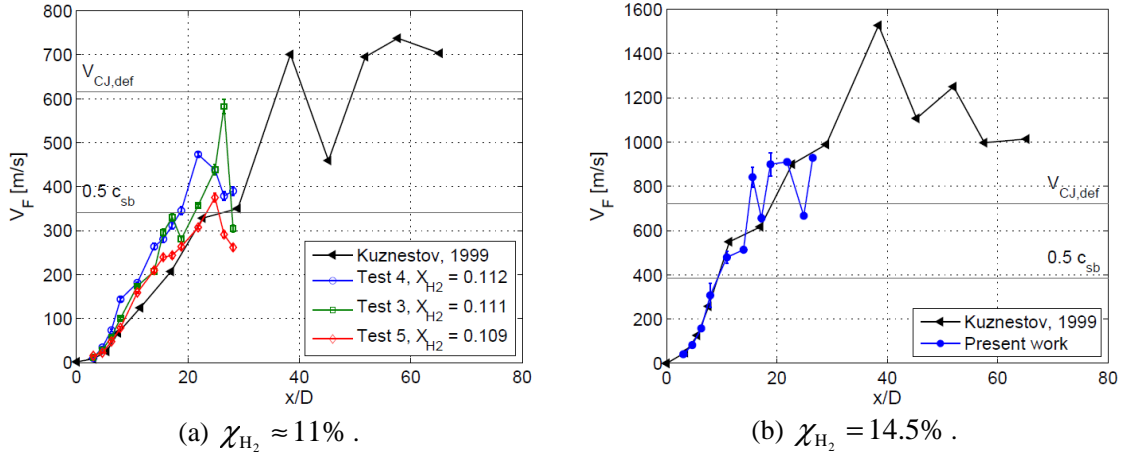 800
700
600
500
400
300
200
100
0
V_F [m/s]
V_CJ,def
0.5 c_sb
Kuznestov, 1999
Test 4, X_H2 = 0.112
Test 3, X_H2 = 0.111
Test 5, X_H2 = 0.109
0 20 40 60 80
x/D
(a) χ_H₂ ≈ 11% .
1600
1400
1200
1000
800
600
400
200
0
V_F [m/s]
V_CJ,def
0.5 c_sb
Kuznestov, 1999
Present work
0 20 40 60 80
x/D
(b) χ_H₂ = 14.5% .